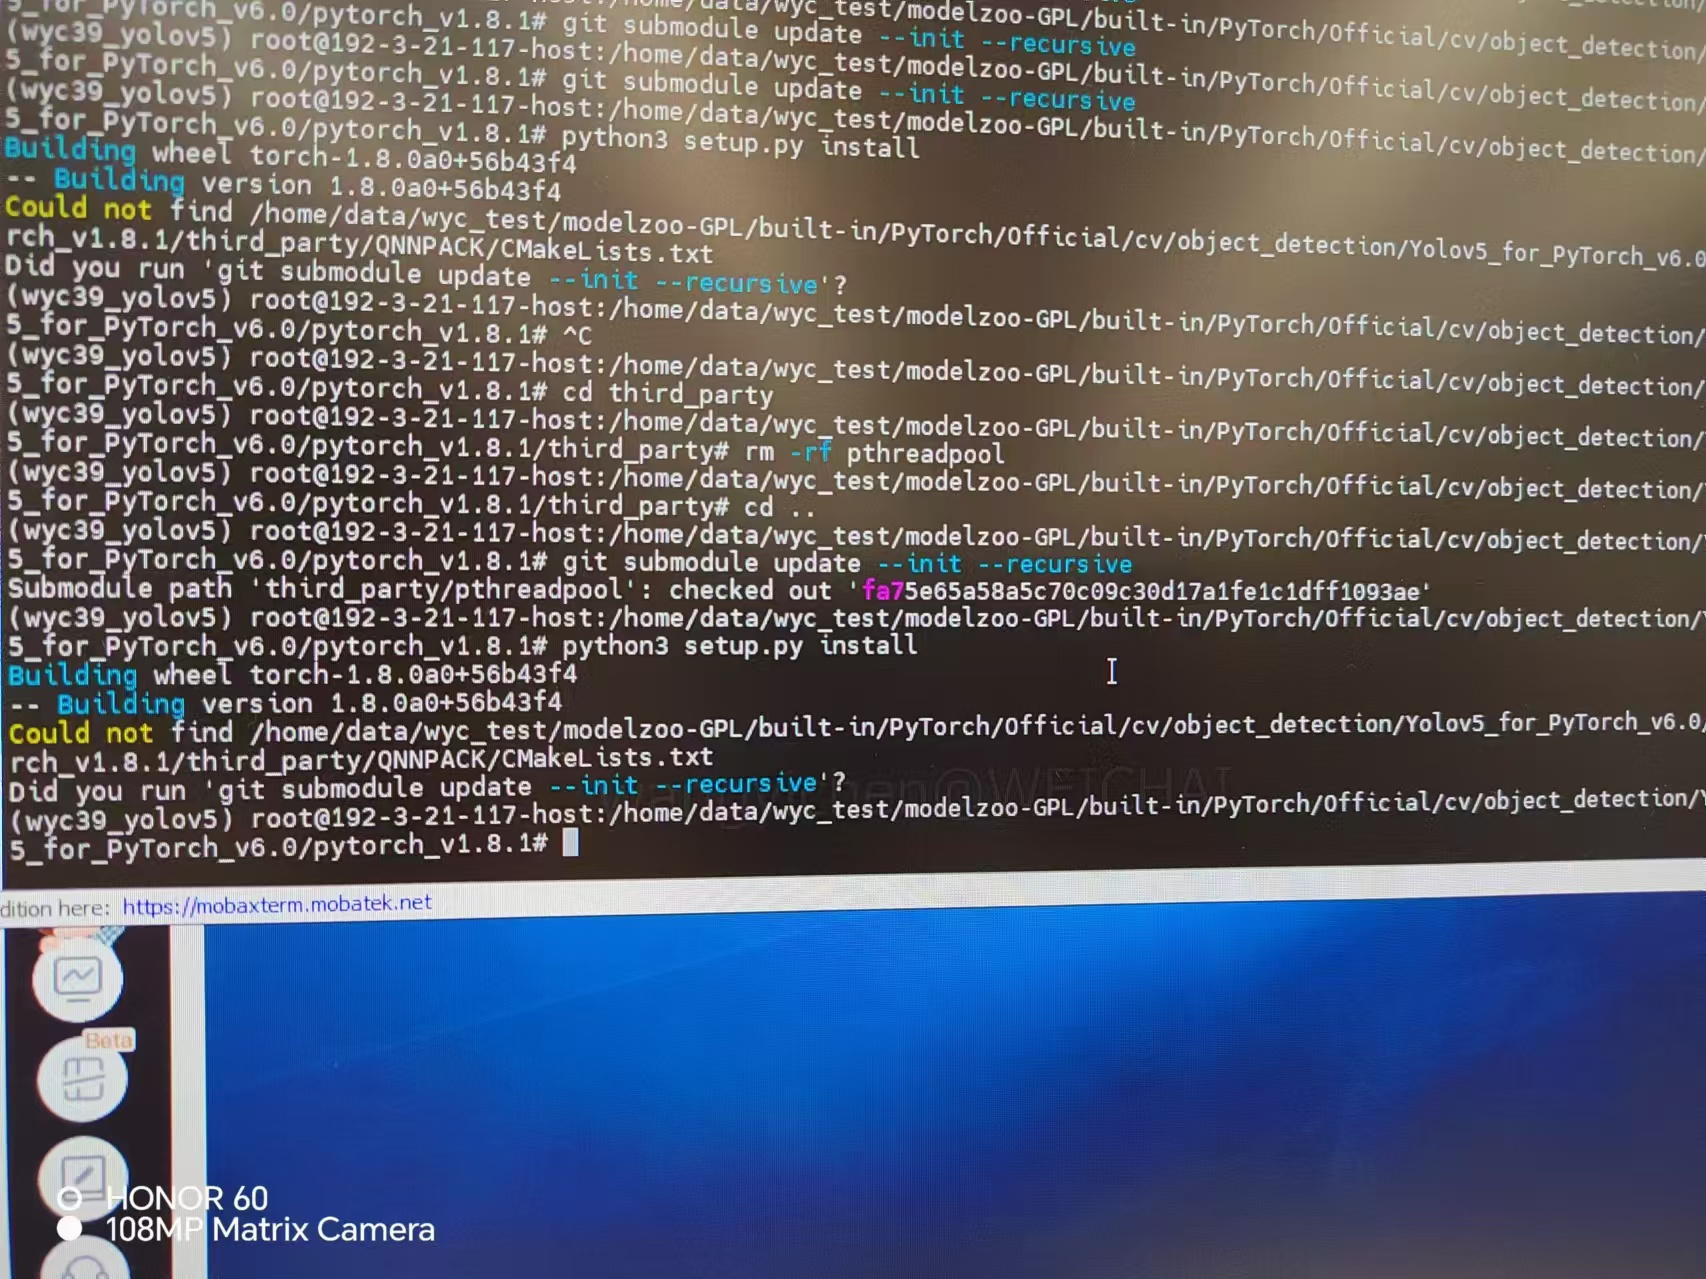 5_for_PyTorch_v6.0/pytorch_v1.8.1# git submodule update --init --recursive
(wyc39_yolov5) root@192-3-21-117-host:/home/data/wyc_test/modelzoo-GPL/built-in/PyTorch/Official/cv/object_detection/
5_for_PyTorch_v6.0/pytorch_v1.8.1# git submodule update --init --recursive
(wyc39_yolov5) root@192-3-21-117-host:/home/data/wyc_test/modelzoo-GPL/built-in/PyTorch/Official/cv/object_detection/
5_for_PyTorch_v6.0/pytorch_v1.8.1# python3 setup.py install
Building wheel torch-1.8.0a0+56b43f4
-- Building version 1.8.0a0+56b43f4
Could not find /home/data/wyc_test/modelzoo-GPL/built-in/PyTorch/Official/cv/object_detection/Yolov5_for_PyTorch_v6.0
rch_v1.8.1/third_party/QNNPACK/CMakeLists.txt
Did you run 'git submodule update --init --recursive'?
(wyc39_yolov5) root@192-3-21-117-host:/home/data/wyc_test/modelzoo-GPL/built-in/PyTorch/Official/cv/object_detection/
5_for_PyTorch_v6.0/pytorch_v1.8.1# ^C
(wyc39_yolov5) root@192-3-21-117-host:/home/data/wyc_test/modelzoo-GPL/built-in/PyTorch/Official/cv/object_detection/
5_for_PyTorch_v6.0/pytorch_v1.8.1# cd third_party
(wyc39_yolov5) root@192-3-21-117-host:/home/data/wyc_test/modelzoo-GPL/built-in/PyTorch/Official/cv/object_detection/
5_for_PyTorch_v6.0/pytorch_v1.8.1/third_party# rm -rf pthreadpool
(wyc39_yolov5) root@192-3-21-117-host:/home/data/wyc_test/modelzoo-GPL/built-in/PyTorch/Official/cv/object_detection/
5_for_PyTorch_v6.0/pytorch_v1.8.1/third_party# cd ..
(wyc39_yolov5) root@192-3-21-117-host:/home/data/wyc_test/modelzoo-GPL/built-in/PyTorch/Official/cv/object_detection/
5_for_PyTorch_v6.0/pytorch_v1.8.1# git submodule update --init --recursive
Submodule path 'third_party/pthreadpool': checked out 'fa75e65a58a5c70c09c30d17a1fe1c1dff1093ae'
(wyc39_yolov5) root@192-3-21-117-host:/home/data/wyc_test/modelzoo-GPL/built-in/PyTorch/Official/cv/object_detection/
5_for_PyTorch_v6.0/pytorch_v1.8.1# python3 setup.py install
Building wheel torch-1.8.0a0+56b43f4
-- Building version 1.8.0a0+56b43f4
Could not find /home/data/wyc_test/modelzoo-GPL/built-in/PyTorch/Official/cv/object_detection/Yolov5_for_PyTorch_v6.0/
rch_v1.8.1/third_party/QNNPACK/CMakeLists.txt
Did you run 'git submodule update --init --recursive'?
(wyc39_yolov5) root@192-3-21-117-host:/home/data/wyc_test/modelzoo-GPL/built-in/PyTorch/Official/cv/object_detection/Y
5_for_PyTorch_v6.0/pytorch_v1.8.1#
dition here: https://mobaxterm.mobatek.net
Beta
HONOR 60
108MP Matrix Camera